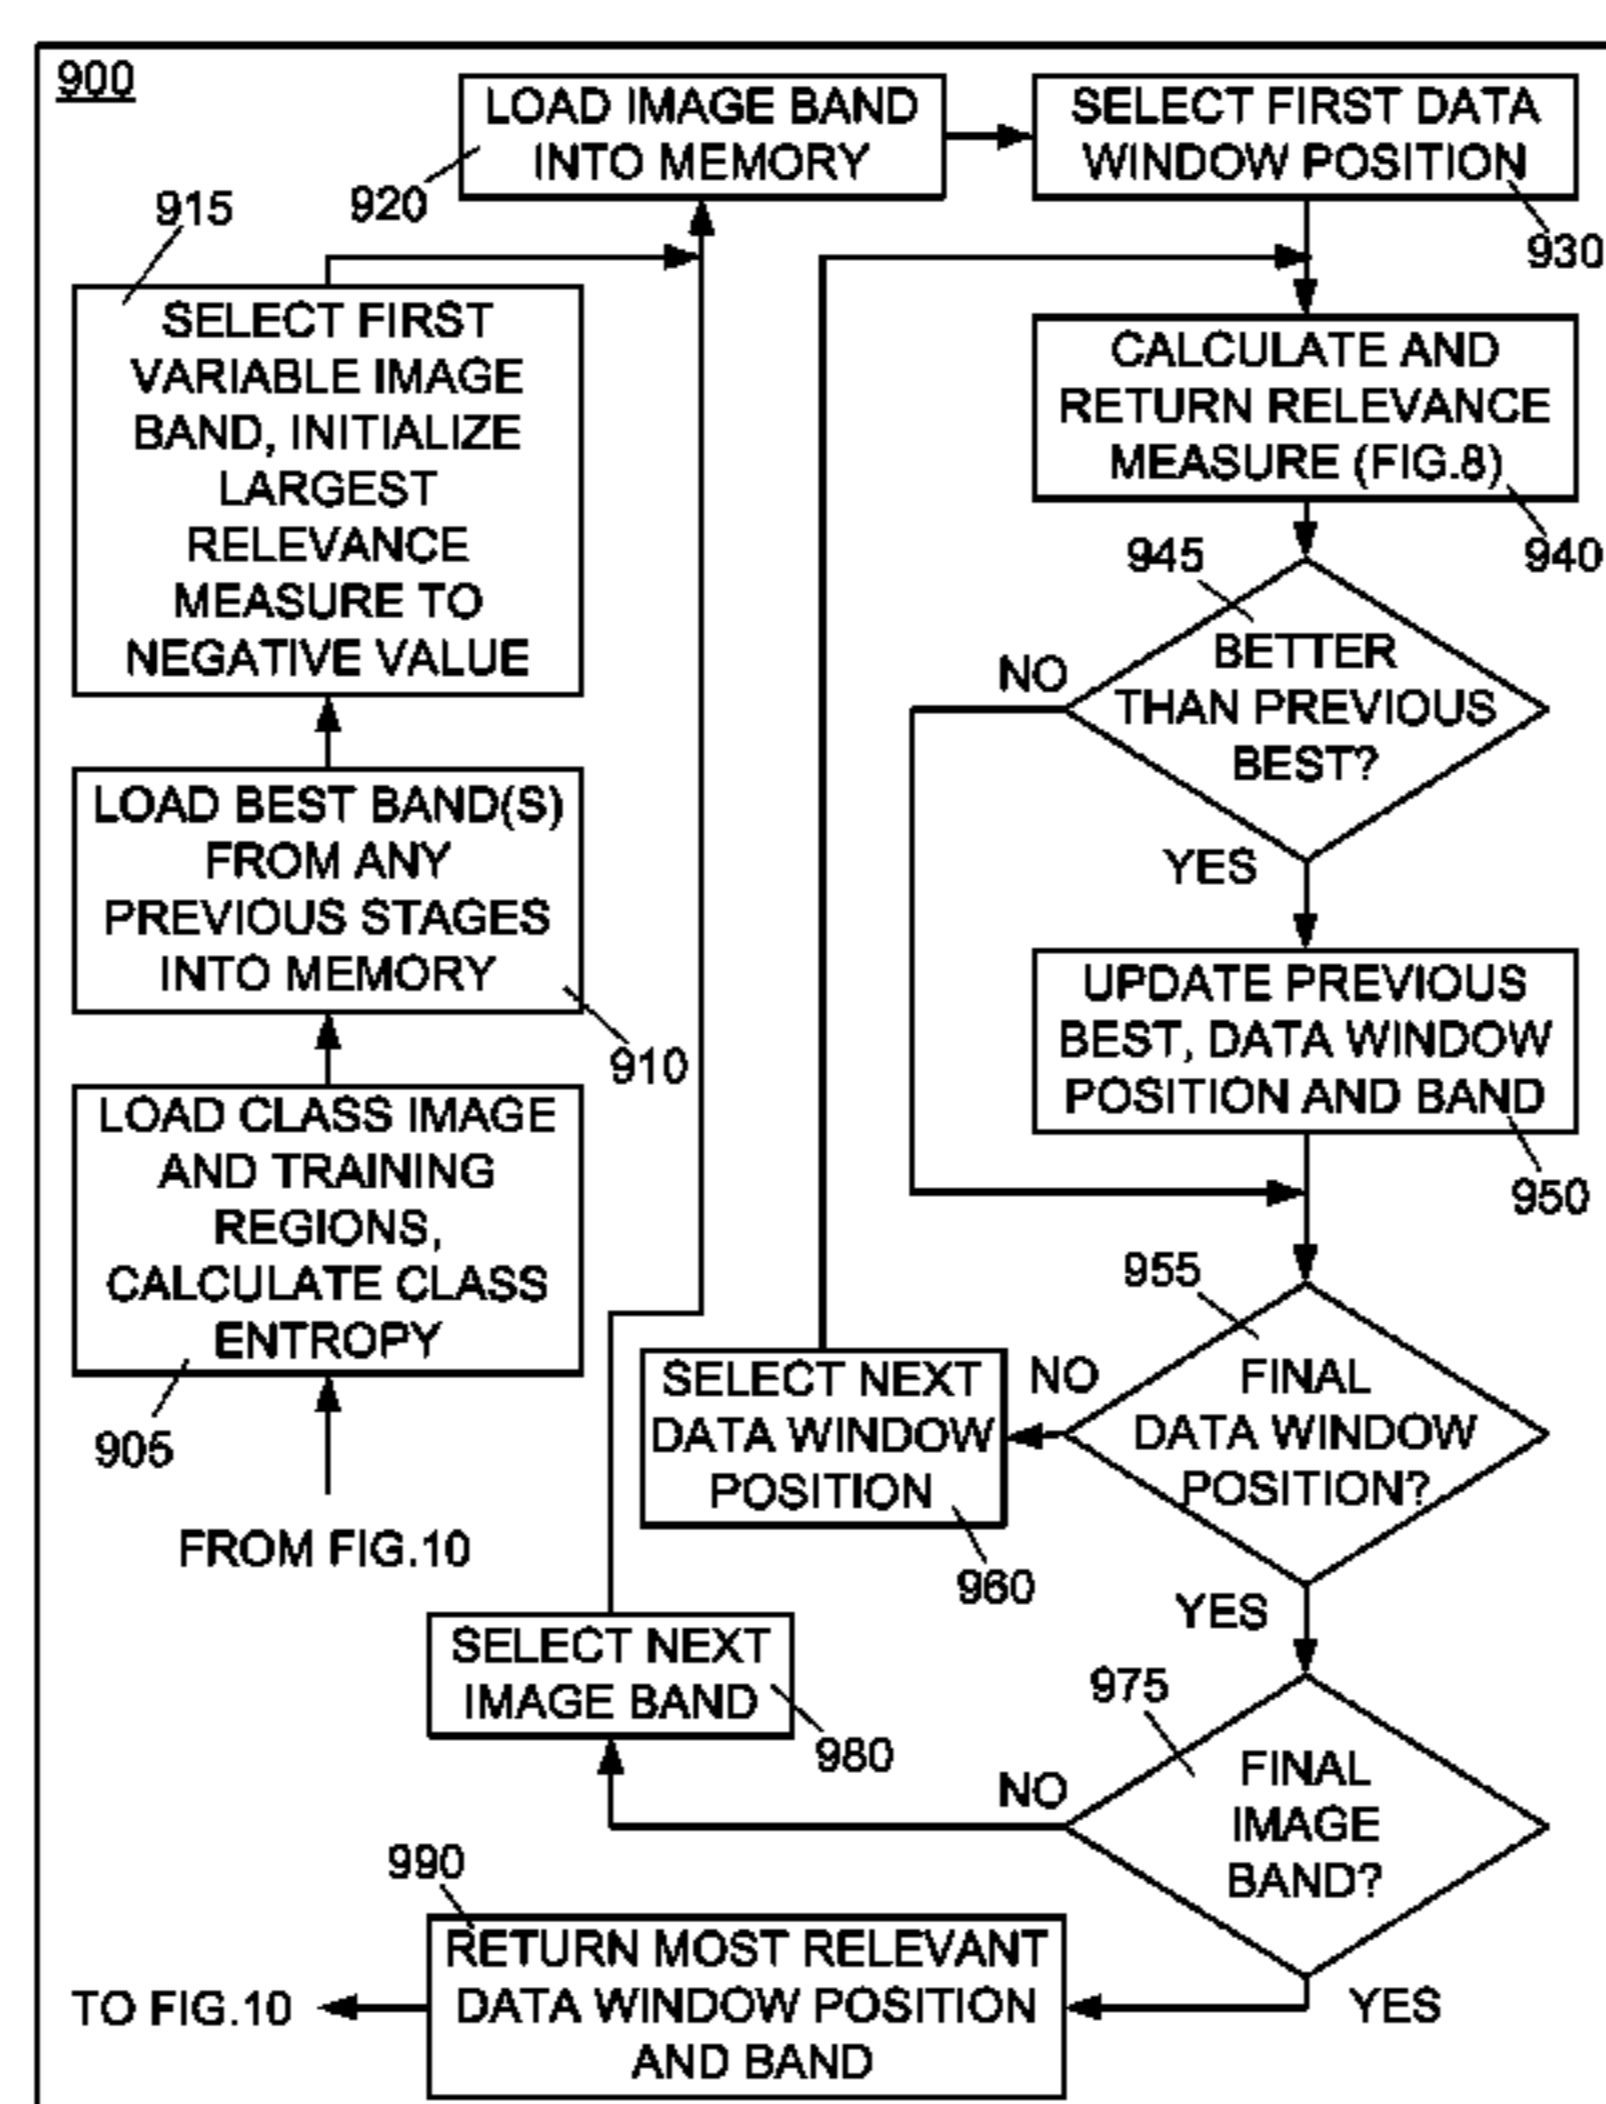 900
LOAD IMAGE BAND
INTO MEMORY
920
SELECT FIRST DATA
WINDOW POSITION
930
915
SELECT FIRST
VARIABLE IMAGE
BAND, INITIALIZE
LARGEST
RELEVANCE
MEASURE TO
NEGATIVE VALUE
CALCULATE AND
RETURN RELEVANCE
MEASURE (FIG.8)
940
945
BETTER
THAN PREVIOUS
BEST?
NO
YES
LOAD BEST BAND(S)
FROM ANY
PREVIOUS STAGES
INTO MEMORY
910
UPDATE PREVIOUS
BEST, DATA WINDOW
POSITION AND BAND
950
LOAD CLASS IMAGE
AND TRAINING
REGIONS,
CALCULATE CLASS
ENTROPY
905
FROM FIG.10
955
FINAL
DATA WINDOW
POSITION?
NO
YES
SELECT NEXT
DATA WINDOW
POSITION
960
SELECT NEXT
IMAGE BAND
980
975
FINAL
IMAGE
BAND?
NO
YES
990
RETURN MOST RELEVANT
DATA WINDOW POSITION
AND BAND
TO FIG.10